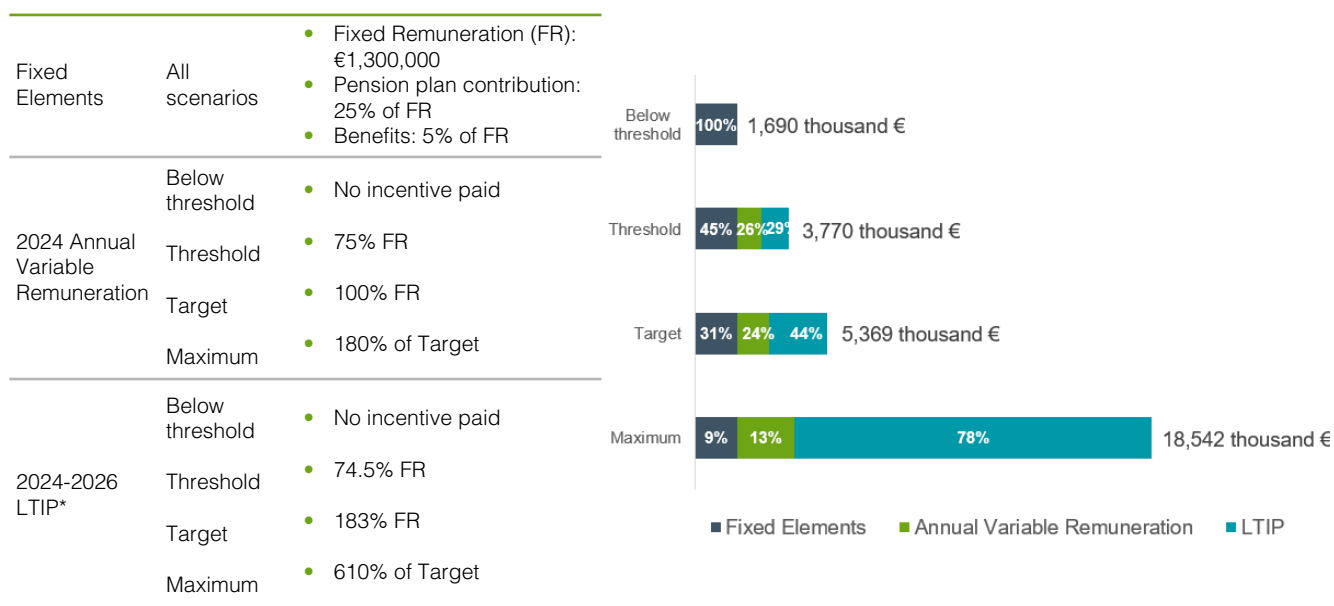 Fixed
Elements
All
scenarios
• Fixed Remuneration (FR):
€1,300,000
• Pension plan contribution:
25% of FR
• Benefits: 5% of FR
2024 Annual
Variable
Remuneration
Below
threshold
• No incentive paid
Threshold
• 75% FR
Target
• 100% FR
Maximum
• 180% of Target
2024-2026
LTIP*
Below
threshold
• No incentive paid
Threshold
• 74.5% FR
Target
• 183% FR
Maximum
• 610% of Target
Below
threshold
100% 1,690 thousand €
Threshold 45% 26% 29% 3,770 thousand €
Target 31% 24% 44% 5,369 thousand €
Maximum 9% 13% 78% 18,542 thousand €
Fixed Elements Annual Variable Remuneration LTIP